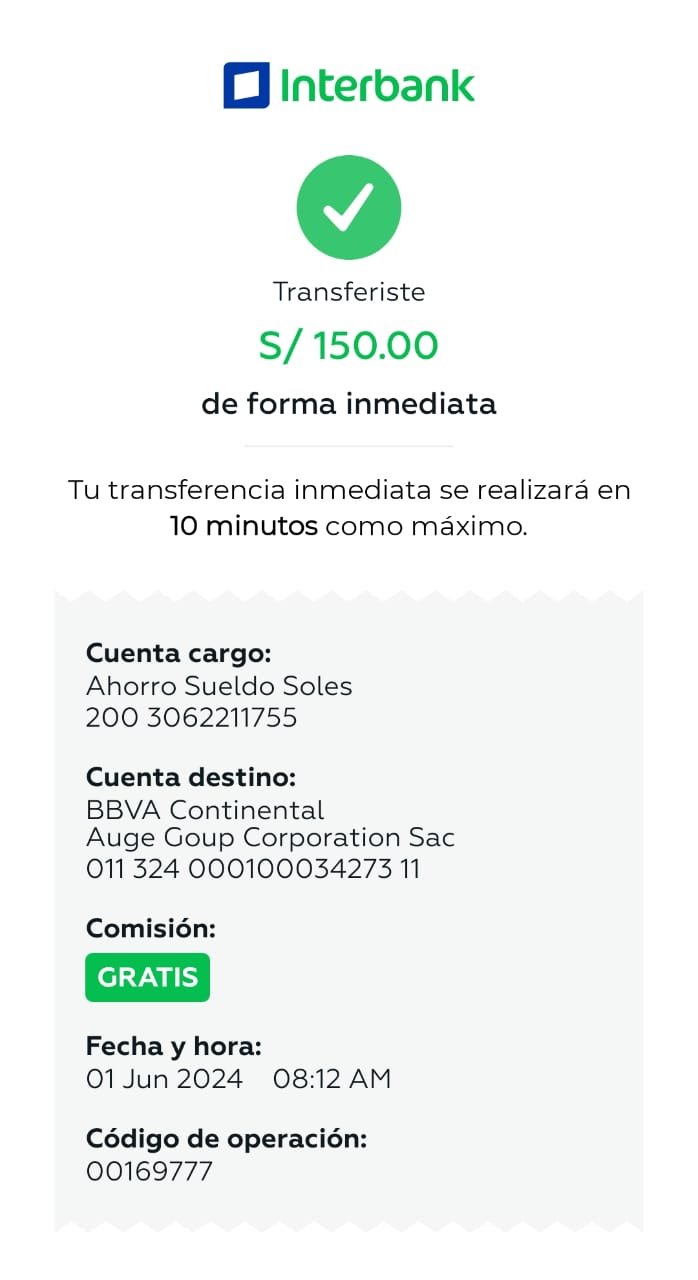 Interbank
Transferiste
S/ 150.00
de forma inmediata
Tu transferencia inmediata se realizará en
10 minutos como máximo.
Cuenta cargo:
Ahorro Sueldo Soles
200 3062211755
Cuenta destino:
BBVA Continental
Auge Goup Corporation Sac
011 324 000100034273 11
Comisión:
GRATIS
Fecha y hora:
01 Jun 2024 08:12 AM
Código de operación:
00169777